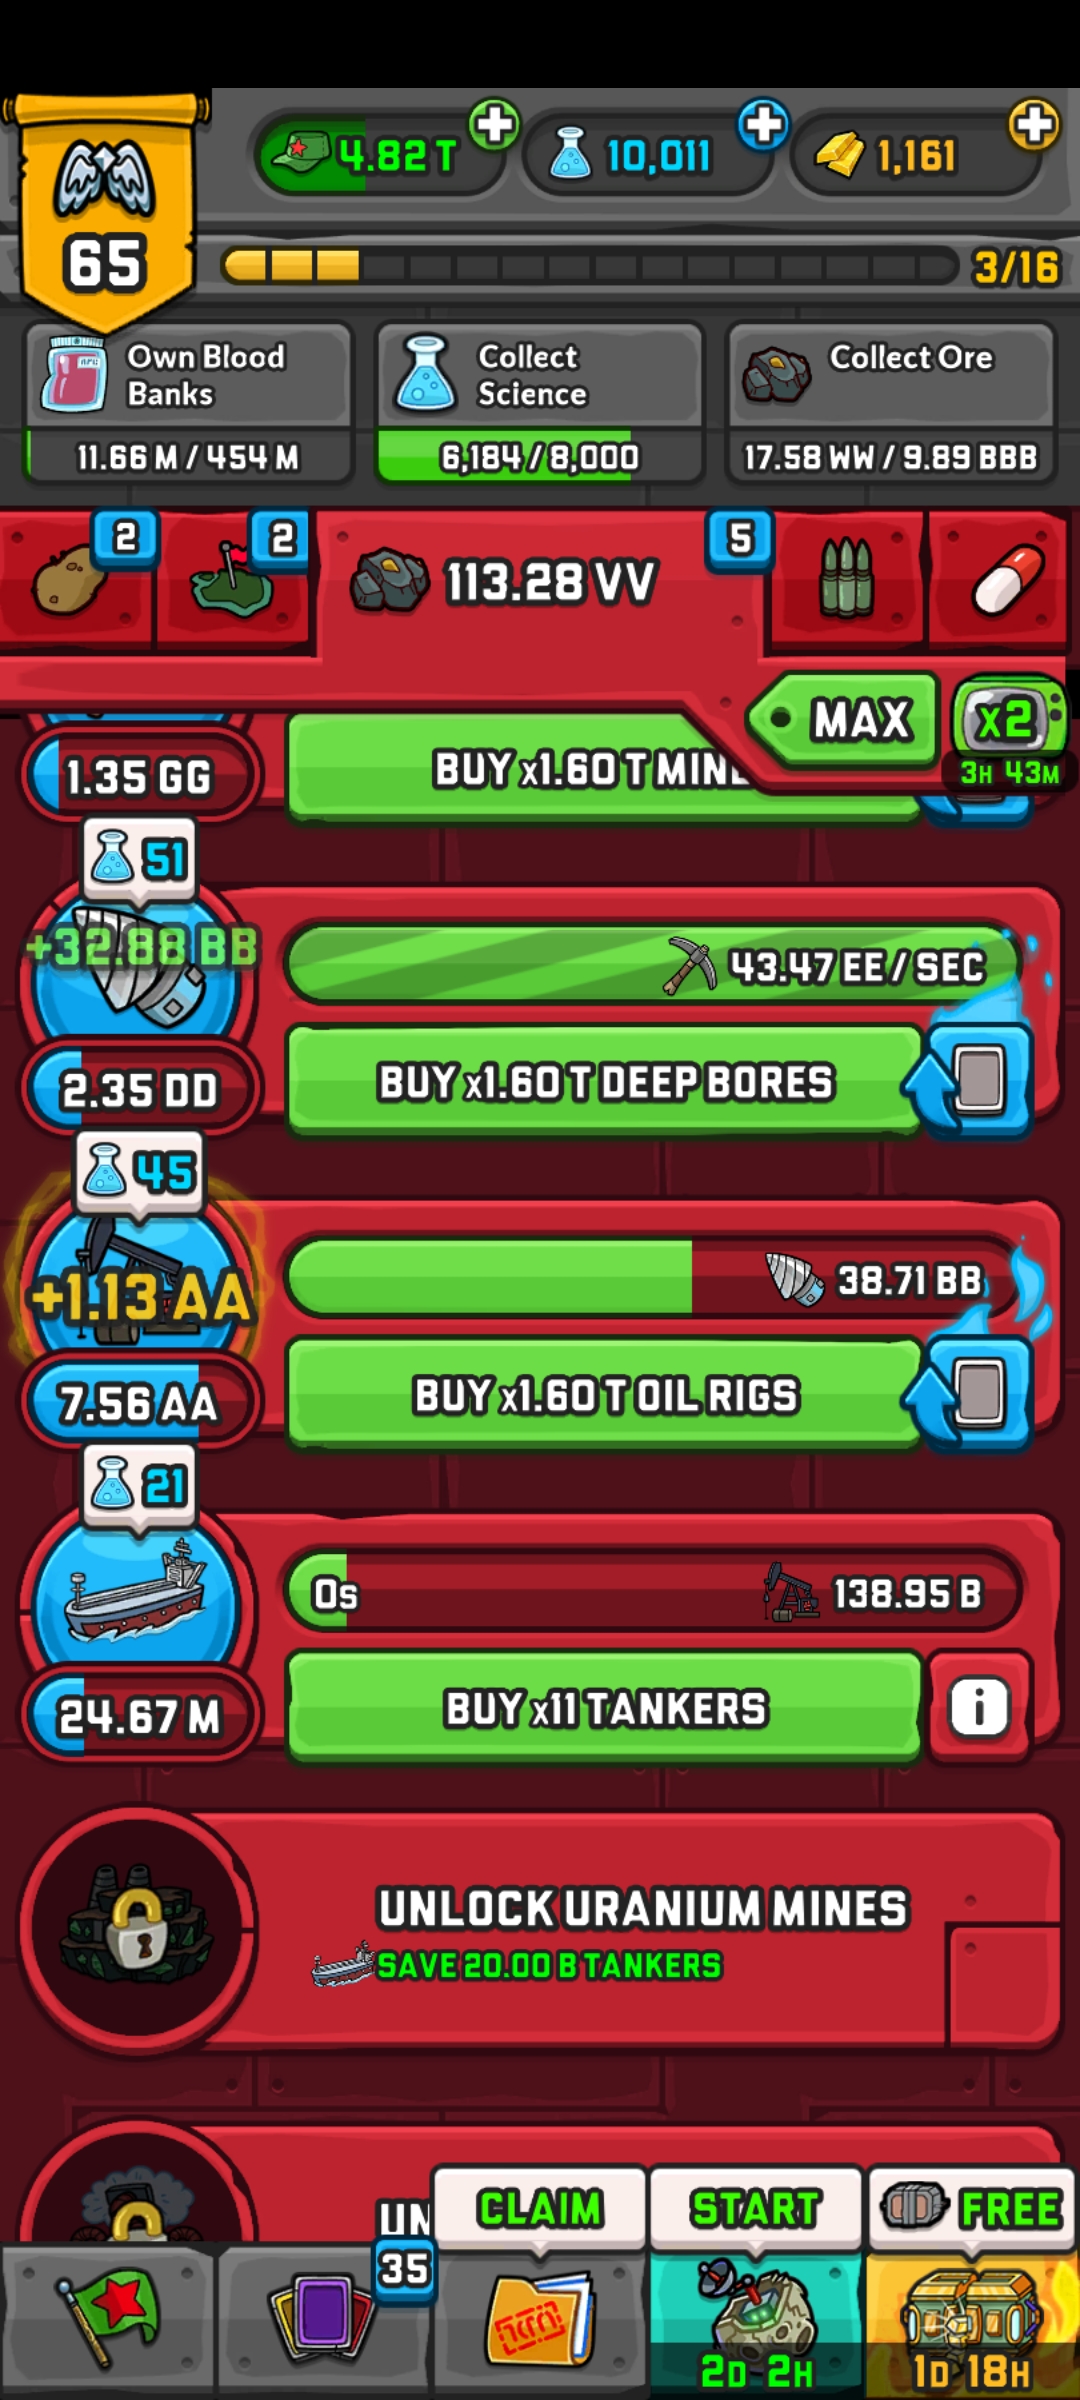 4.82 T
10,011
1,161
65
3/16
Own Blood
Banks
11.66 M / 454 M
Collect
Science
6,184 / 8,000
Collect Ore
17.58 WW / 9.89 BBB
2
2
113.28 VV
5
MAX
x2
3H 43M
1.35 GG
BUY x1.60 T MINE
51
+32.88 BB
43.47 EE / SEC
2.35 DD
BUY x1.60 T DEEP BORES
45
+1.13 AA
38.71 BB
7.56 AA
BUY x1.60 T OIL RIGS
21
0s
138.95 B
24.67 M
BUY x11 TANKERS
i
UNLOCK URANIUM MINES
SAVE 20.00 B TANKERS
UN
CLAIM
START
FREE
35
2D 2H
1D 18H